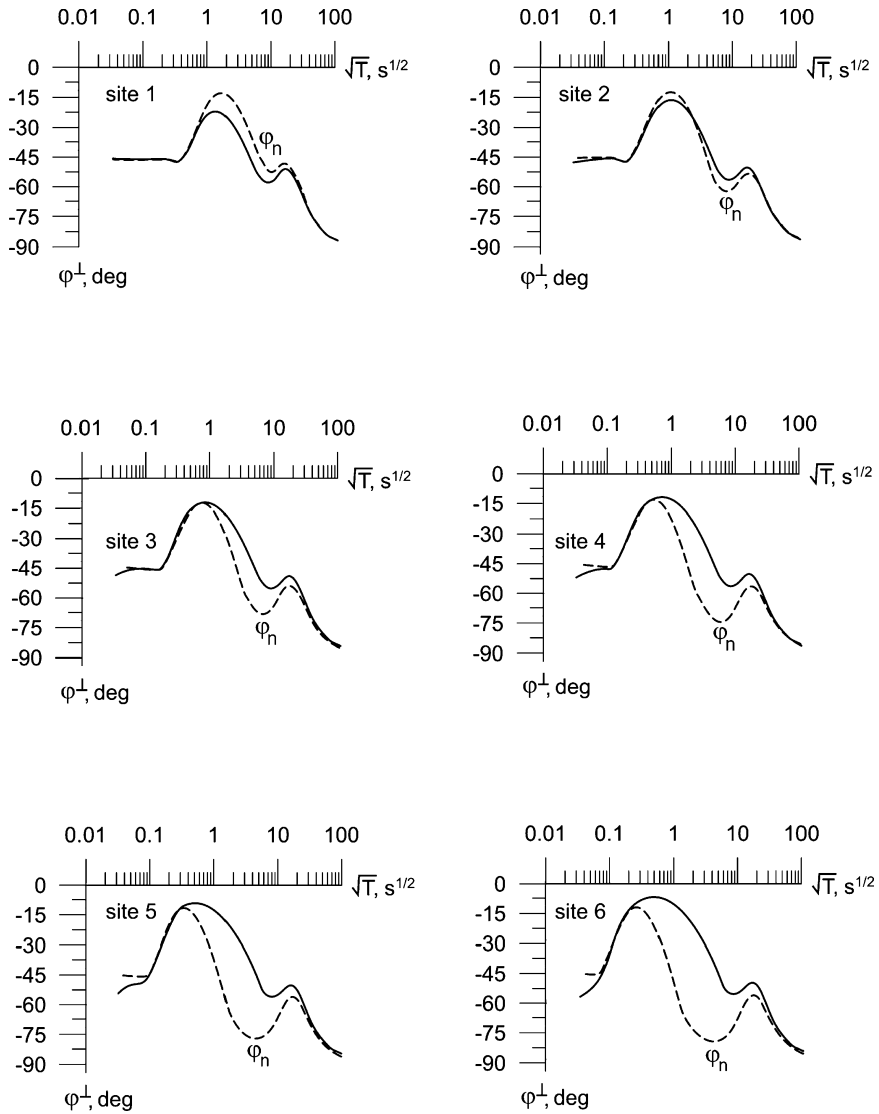 0.01 0.1 1 10 100
√T, s1/2
0
-15
-30
-45
-60
-75
-90
site 1
φn
φ⊥, deg
0.01 0.1 1 10 100
√T, s1/2
0
-15
-30
-45
-60
-75
-90
site 2
φn
φ⊥, deg
0.01 0.1 1 10 100
√T, s1/2
0
-15
-30
-45
-60
-75
-90
site 3
φn
φ⊥, deg
0.01 0.1 1 10 100
√T, s1/2
0
-15
-30
-45
-60
-75
-90
site 4
φn
φ⊥, deg
0.01 0.1 1 10 100
√T, s1/2
0
-15
-30
-45
-60
-75
-90
site 5
φn
φ⊥, deg
0.01 0.1 1 10 100
√T, s1/2
0
-15
-30
-45
-60
-75
-90
site 6
φn
φ⊥, deg